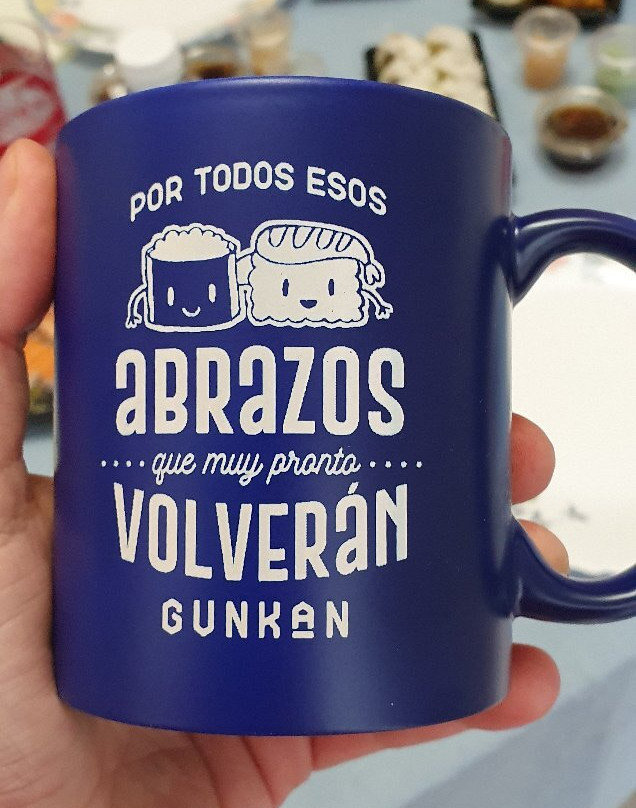 POR TODOS ESOS
aBRaZOS
que muy pronto
VOLVERáN
GUNKAN